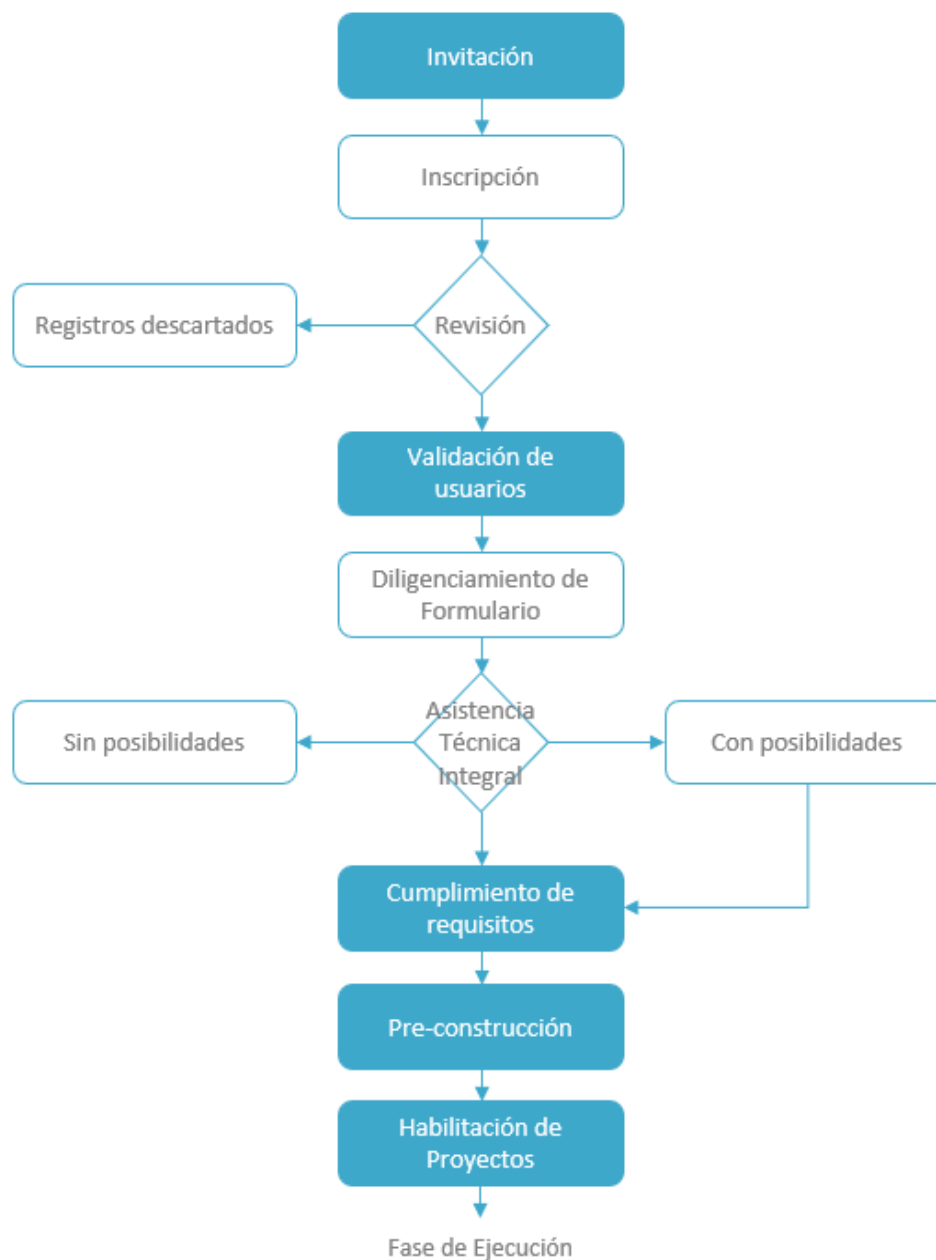 Invitación
Inscripción
Registros descartados
Revisión
Validación de
usuarios
Diligenciamiento de
Formulario
Sin posibilidades
Asistencia
Técnica
Integral
Con posibilidades
Cumplimiento de
requisitos
Pre-construcción
Habilitación de
Proyectos
Fase de Ejecución